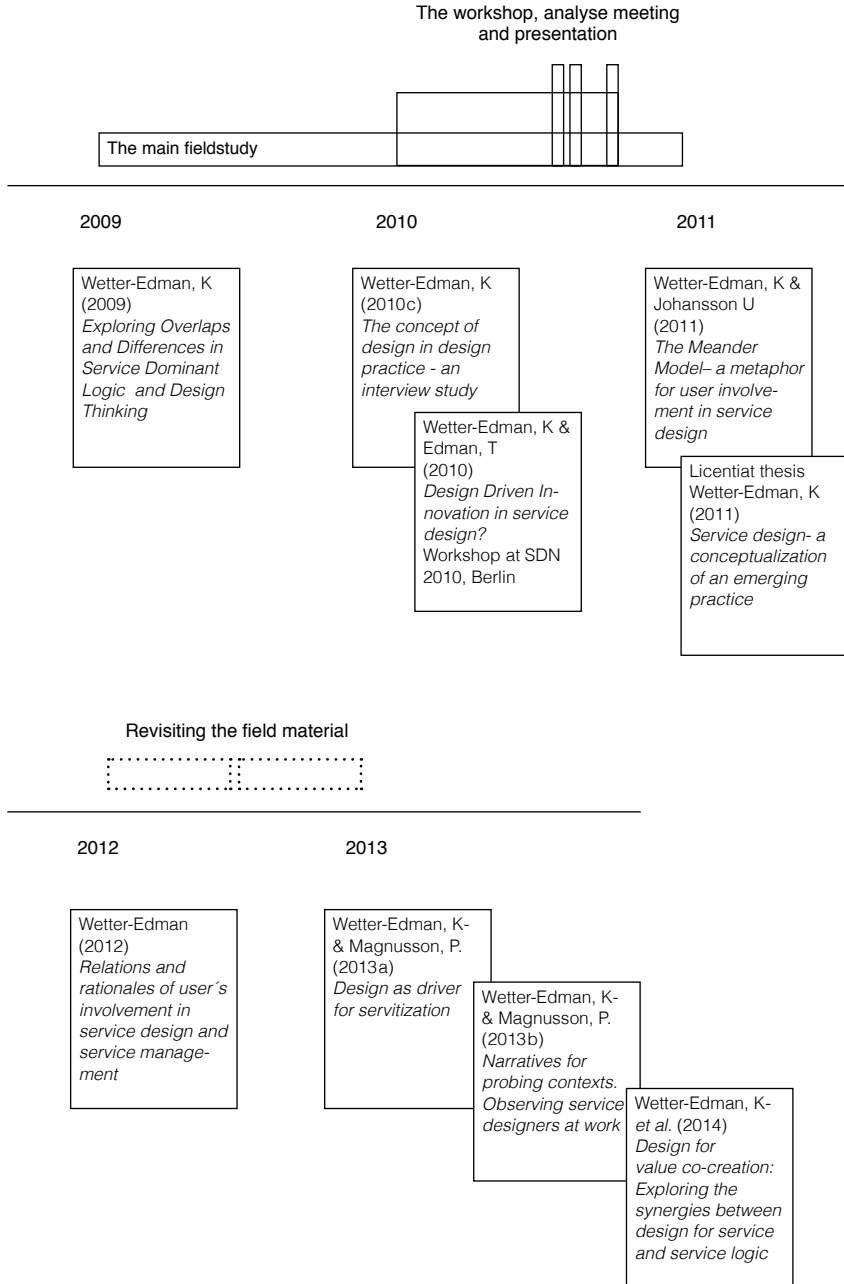 The workshop, analyse meeting
and presentation
The main fieldstudy
2009
2010
2011
Wetter-Edman, K
(2009)
Exploring Overlaps
and Differences in
Service Dominant
Logic and Design
Thinking
Wetter-Edman, K
(2010c)
The concept of
design in design
practice - an
interview study
Wetter-Edman, K &
Edman, T
(2010)
Design Driven In-
novation in service
design?
Workshop at SDN
2010, Berlin
Wetter-Edman, K &
Johansson U
(2011)
The Meander
Model– a metaphor
for user involve-
ment in service
design
Licentiat thesis
Wetter-Edman, K
(2011)
Service design- a
conceptualization
of an emerging
practice
Revisiting the field material
2012
2013
Wetter-Edman
(2012)
Relations and
rationales of user´s
involvement in
service design and
service manage-
ment
Wetter-Edman, K-
& Magnusson, P.
(2013a)
Design as driver
for servitization
Wetter-Edman, K-
& Magnusson, P.
(2013b)
Narratives for
probing contexts.
Observing service
designers at work
Wetter-Edman, K-
et al. (2014)
Design for
value co-creation:
Exploring the
synergies between
design for service
and service logic